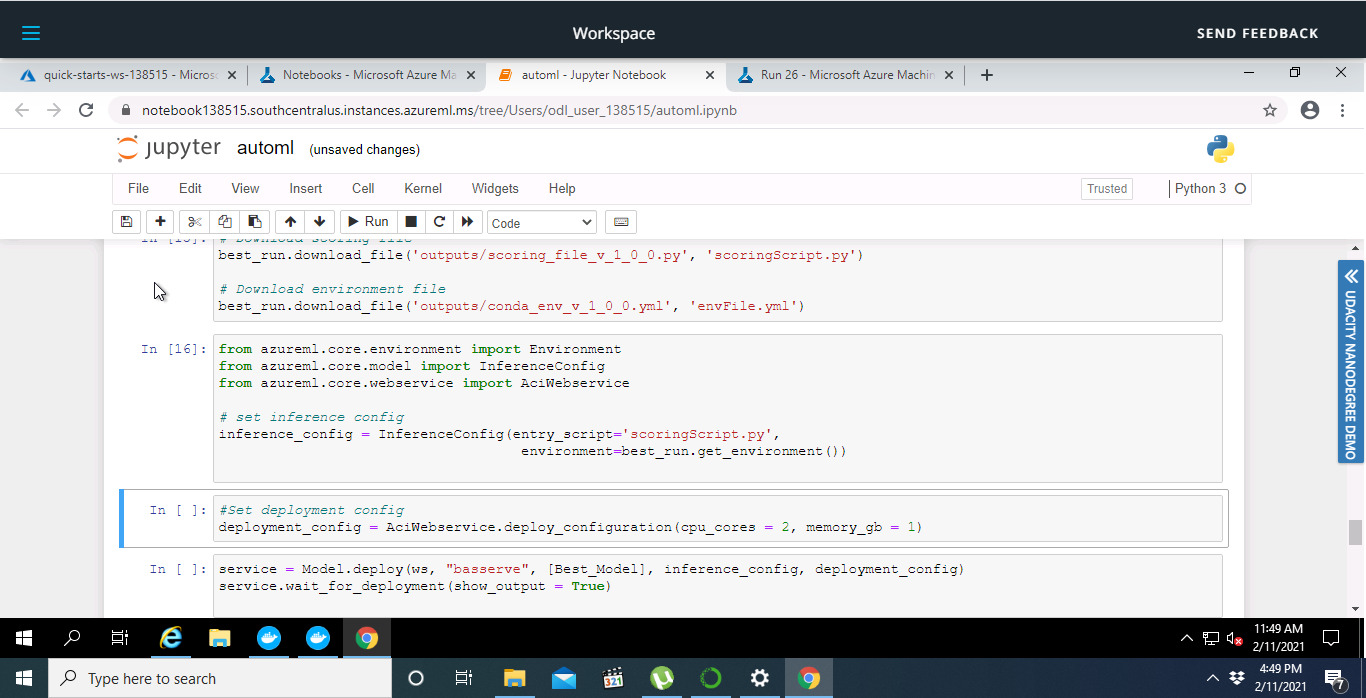 Workspace
SEND FEEDBACK
quick-starts-ws-138515 - Micros
Notebooks - Microsoft Azure Ma
automl - Jupyter Notebook
Run 26 - Microsoft Azure Machin
notebook138515.southcentralus.instances.azureml.ms/tree/Users/odl_user_138515/automl.ipynb
jupyter automl (unsaved changes)
File Edit View Insert Cell Kernel Widgets Help
Trusted
Python 3
Run
Code
In [15]: # Download scoring file
best_run.download_file('outputs/scoring_file_v_1_0_0.py', 'scoringScript.py')
# Download environment file
best_run.download_file('outputs/conda_env_v_1_0_0.yml', 'envFile.yml')
In [16]: from azureml.core.environment import Environment
from azureml.core.model import InferenceConfig
from azureml.core.webservice import AciWebservice
# set inference config
inference_config = InferenceConfig(entry_script='scoringScript.py',
environment=best_run.get_environment())
In [ ]: #Set deployment config
deployment_config = AciWebservice.deploy_configuration(cpu_cores = 2, memory_gb = 1)
In [ ]: service = Model.deploy(ws, "basserve", [Best_Model], inference_config, deployment_config)
service.wait_for_deployment(show_output = True)
UDACITY NANODEGREE DEMO
11:49 AM
2/11/2021
Type here to search
321
4:49 PM
2/11/2021
7